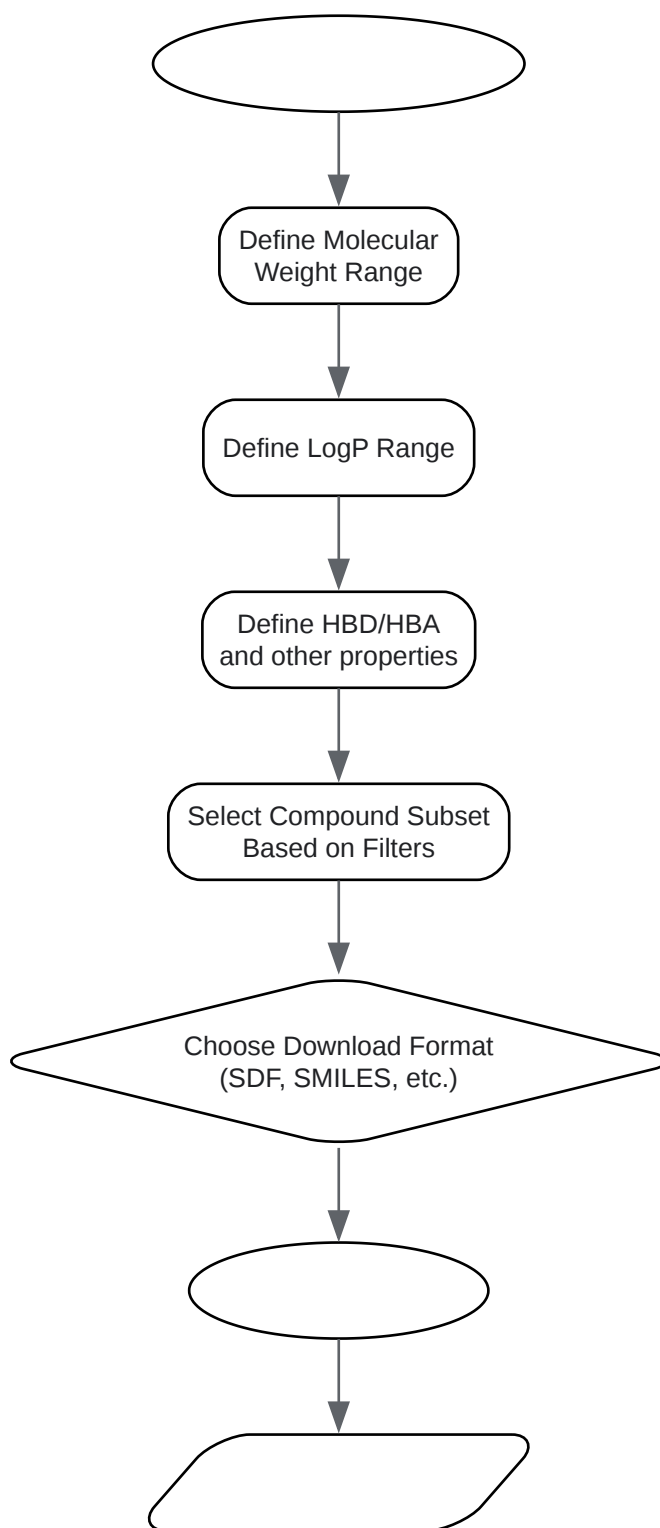 Define Molecular
Weight Range
Define LogP Range
Define HBD/HBA
and other properties
Select Compound Subset
Based on Filters
Choose Download Format
(SDF, SMILES, etc.)